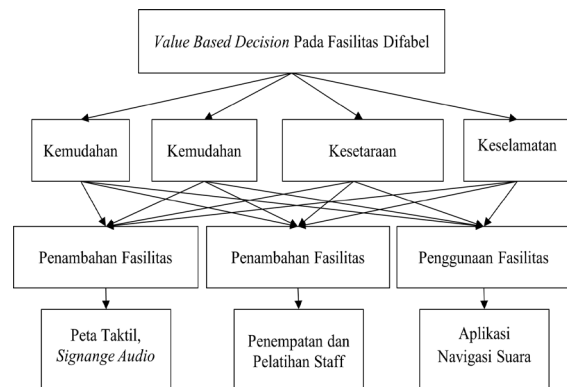 Value Based Decision Pada Fasilitas Difabel
Kemudahan
Kemudahan
Kesetaraan
Keselamatan
Penambahan Fasilitas
Penambahan Fasilitas
Penggunaan Fasilitas
Peta Taktil,
Signange Audio
Penempatan dan
Pelatihan Staff
Aplikasi
Navigasi Suara